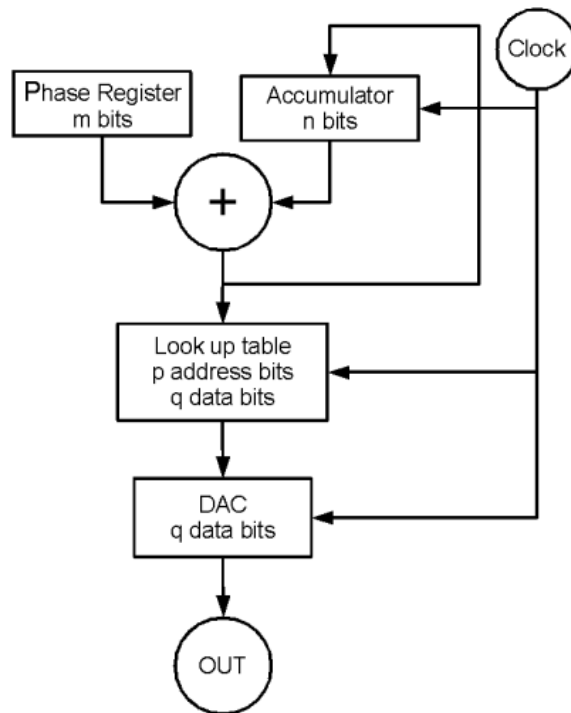 Clock
Phase Register
m bits
Accumulator
n bits
+
Look up table
p address bits
q data bits
DAC
q data bits
OUT